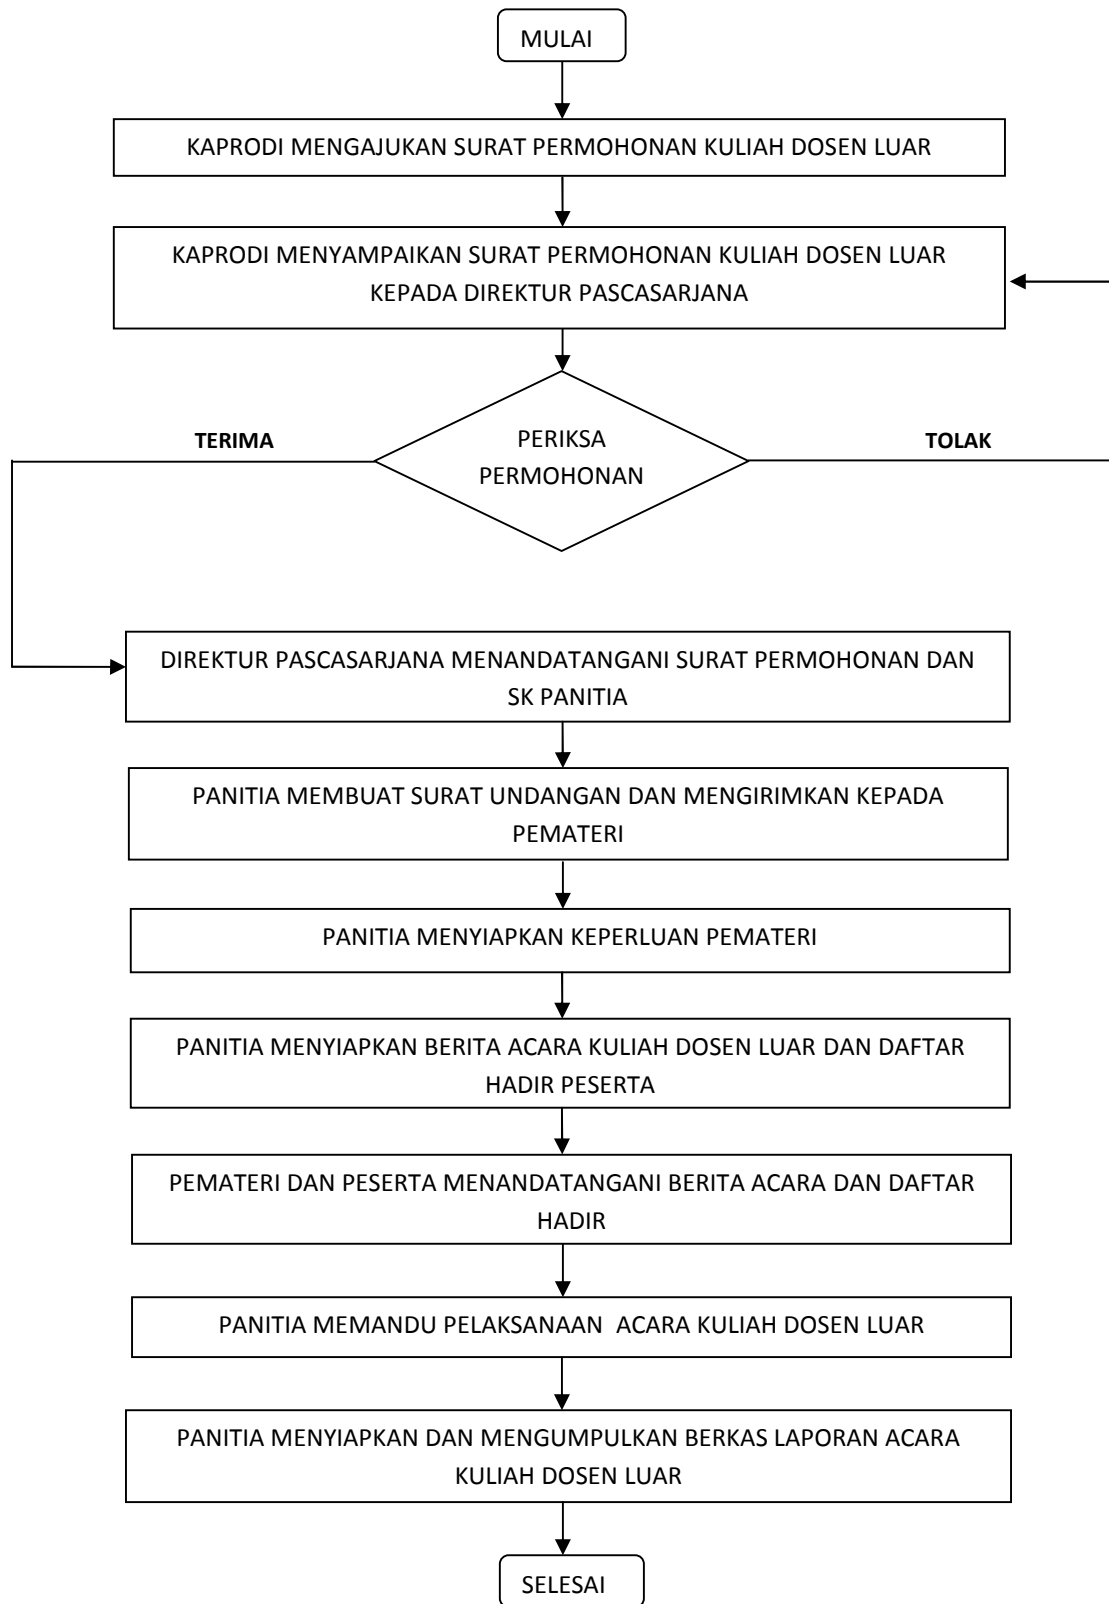 MULAI
KAPRODI MENGAJUKAN SURAT PERMOHONAN KULIAH DOSEN LUAR
KAPRODI MENYAMPAIKAN SURAT PERMOHONAN KULIAH DOSEN LUAR
KEPADA DIREKTUR PASCASARJANA
TERIMA
PERIKSA
PERMOHONAN
TOLAK
DIREKTUR PASCASARJANA MENANDATANGANI SURAT PERMOHONAN DAN
SK PANITIA
PANITIA MEMBUAT SURAT UNDANGAN DAN MENGIRIMKAN KEPADA
PEMATERI
PANITIA MENYIAPKAN KEPERLUAN PEMATERI
PANITIA MENYIAPKAN BERITA ACARA KULIAH DOSEN LUAR DAN DAFTAR
HADIR PESERTA
PEMATERI DAN PESERTA MENANDATANGANI BERITA ACARA DAN DAFTAR
HADIR
PANITIA MEMANDU PELAKSANAAN  ACARA KULIAH DOSEN LUAR
PANITIA MENYIAPKAN DAN MENGUMPULKAN BERKAS LAPORAN ACARA
KULIAH DOSEN LUAR
SELESAI